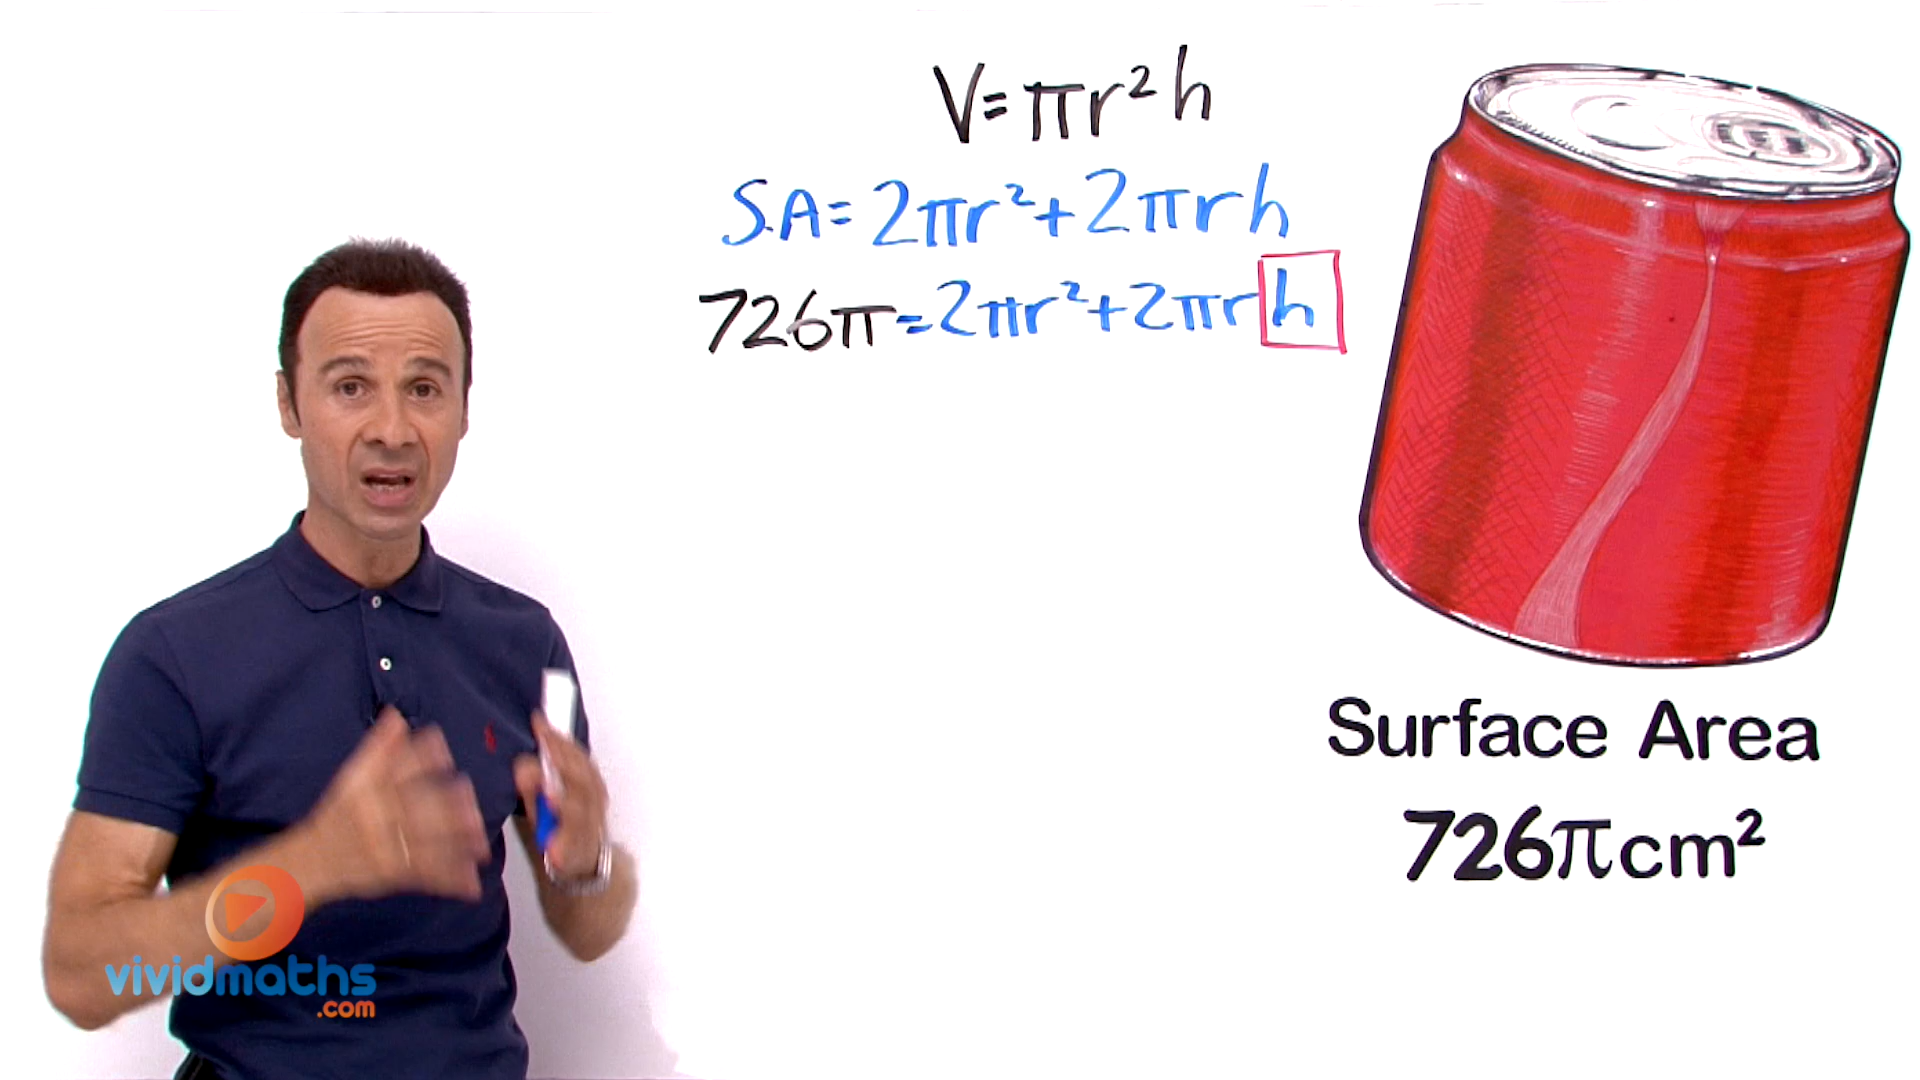 V=πr²h
S.A=2πr²+2πrh
726π=2πr²+2πrh
Surface Area
726πcm²
vividmaths
.com